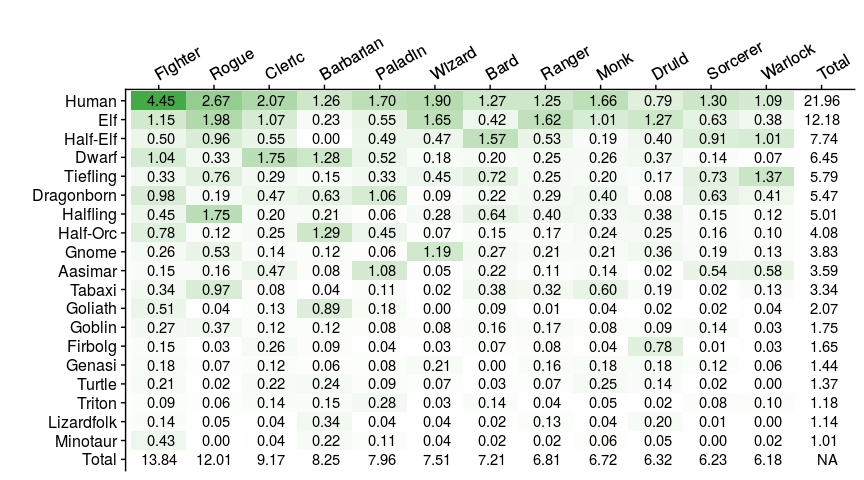 Fighter Rogue Cleric Barbarian Paladin Wizard Bard Ranger Monk Druid Sorcerer Warlock Total
Human 4.45 2.67 2.07 1.26 1.70 1.90 1.27 1.25 1.66 0.79 1.30 1.09 21.96
Elf 1.15 1.98 1.07 0.23 0.55 1.65 0.42 1.62 1.01 1.27 0.63 0.38 12.18
Half-Elf 0.50 0.96 0.55 0.00 0.49 0.47 1.57 0.53 0.19 0.40 0.91 1.01 7.74
Dwarf 1.04 0.33 1.75 1.28 0.52 0.18 0.20 0.25 0.26 0.37 0.14 0.07 6.45
Tiefling 0.33 0.76 0.29 0.15 0.33 0.45 0.72 0.25 0.20 0.17 0.73 1.37 5.79
Dragonborn 0.98 0.19 0.47 0.63 1.06 0.09 0.22 0.29 0.40 0.08 0.63 0.41 5.47
Halfling 0.45 1.75 0.20 0.21 0.06 0.28 0.64 0.40 0.33 0.38 0.15 0.12 5.01
Half-Orc 0.78 0.12 0.25 1.29 0.45 0.07 0.15 0.17 0.24 0.25 0.16 0.10 4.08
Gnome 0.26 0.53 0.14 0.12 0.06 1.19 0.27 0.21 0.21 0.36 0.19 0.13 3.83
Aasimar 0.15 0.16 0.47 0.08 1.08 0.05 0.22 0.11 0.14 0.02 0.54 0.58 3.59
Tabaxi 0.34 0.97 0.08 0.04 0.11 0.02 0.38 0.32 0.60 0.19 0.02 0.13 3.34
Goliath 0.51 0.04 0.13 0.89 0.18 0.00 0.09 0.01 0.04 0.02 0.02 0.04 2.07
Goblin 0.27 0.37 0.12 0.12 0.08 0.08 0.16 0.17 0.08 0.09 0.14 0.03 1.75
Firbolg 0.15 0.03 0.26 0.09 0.04 0.03 0.07 0.08 0.04 0.78 0.01 0.03 1.65
Genasi 0.18 0.07 0.12 0.06 0.08 0.21 0.00 0.16 0.18 0.18 0.12 0.06 1.44
Turtle 0.21 0.02 0.22 0.24 0.09 0.07 0.03 0.07 0.25 0.14 0.02 0.00 1.37
Triton 0.09 0.06 0.14 0.15 0.28 0.03 0.14 0.04 0.05 0.02 0.08 0.10 1.18
Lizardfolk 0.14 0.05 0.04 0.34 0.04 0.04 0.02 0.13 0.04 0.20 0.01 0.00 1.14
Minotaur 0.43 0.00 0.04 0.22 0.11 0.04 0.02 0.02 0.06 0.05 0.00 0.02 1.01
Total 13.84 12.01 9.17 8.25 7.96 7.51 7.21 6.81 6.72 6.32 6.23 6.18 NA